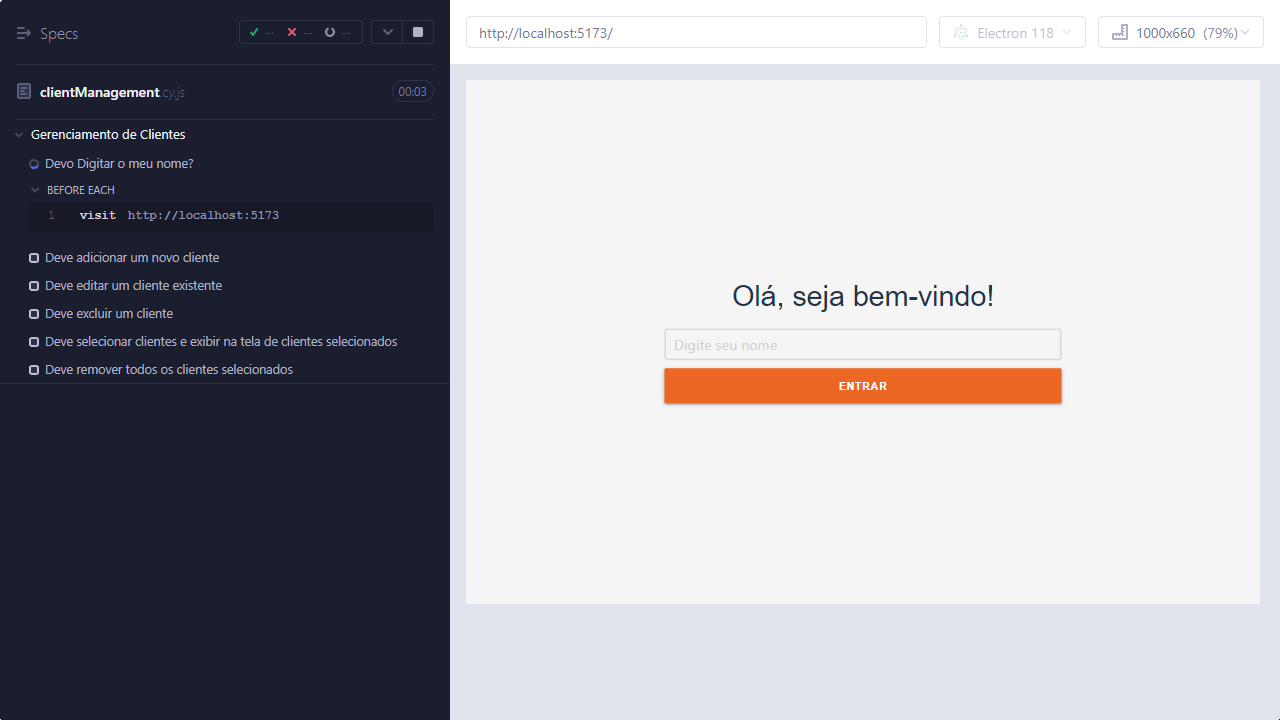 Specs
--
--
--
clientManagement.cy.js
00:03
Gerenciamento de Clientes
Devo Digitar o meu nome?
BEFORE EACH
1 visit http://localhost:5173
Deve adicionar um novo cliente
Deve editar um cliente existente
Deve excluir um cliente
Deve selecionar clientes e exibir na tela de clientes selecionados
Deve remover todos os clientes selecionados
http://localhost:5173/
Electron 118
1000x660 (79%)
Olá, seja bem-vindo!
Digite seu nome
ENTRAR